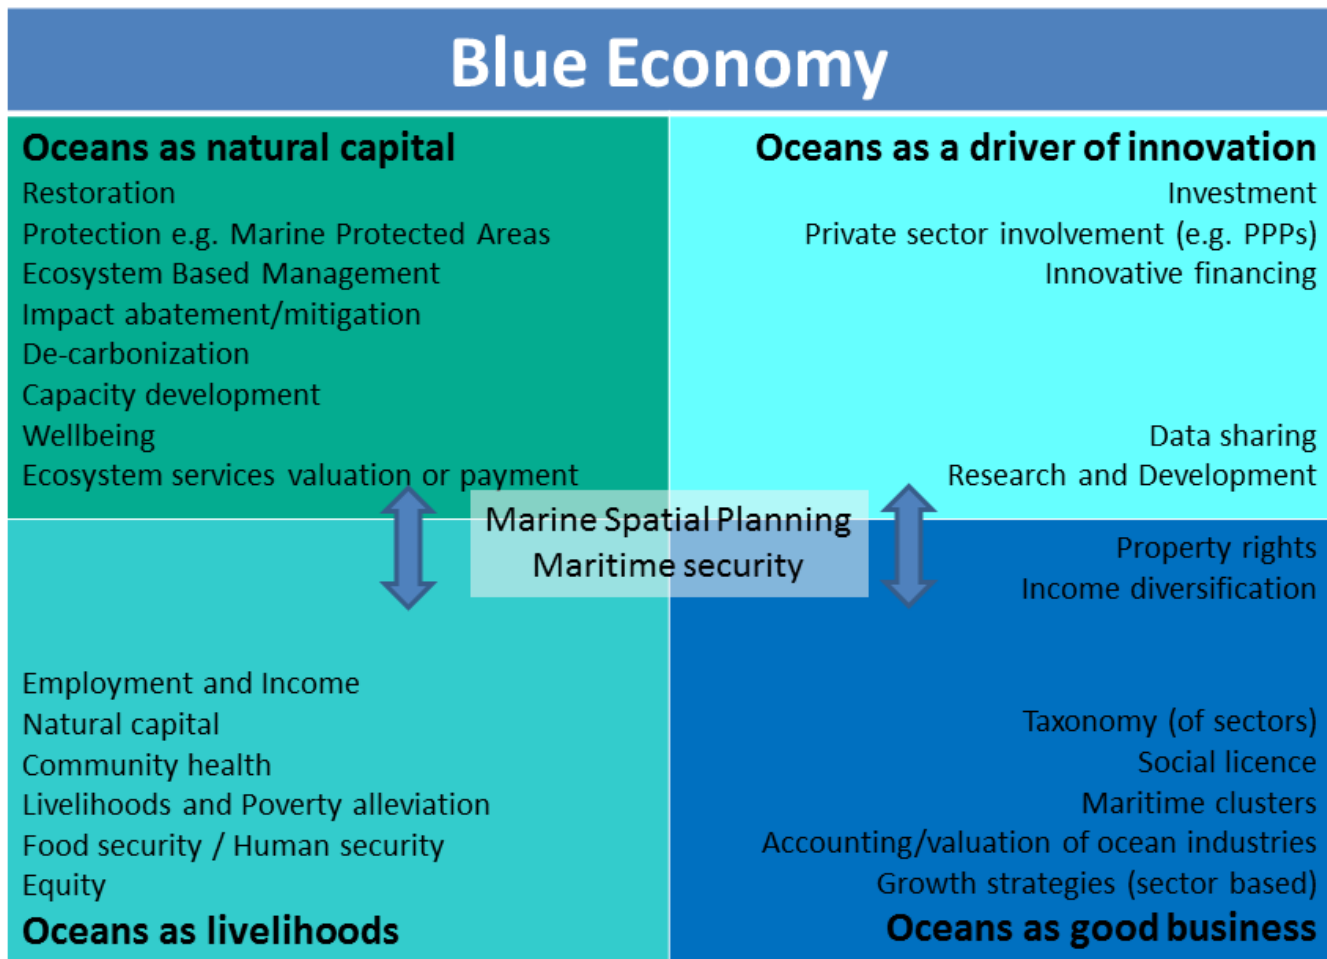 Blue Economy
Oceans as natural capital
Restoration
Protection e.g. Marine Protected Areas
Ecosystem Based Management
Impact abatement/mitigation
De-carbonization
Capacity development
Wellbeing
Ecosystem services valuation or payment
Oceans as a driver of innovation
Investment
Private sector involvement (e.g. PPPs)
Innovative financing
Data sharing
Research and Development
Marine Spatial Planning
Maritime security
Employment and Income
Natural capital
Community health
Livelihoods and Poverty alleviation
Food security / Human security
Equity
Oceans as livelihoods
Property rights
Income diversification
Taxonomy (of sectors)
Social licence
Maritime clusters
Accounting/valuation of ocean industries
Growth strategies (sector based)
Oceans as good business